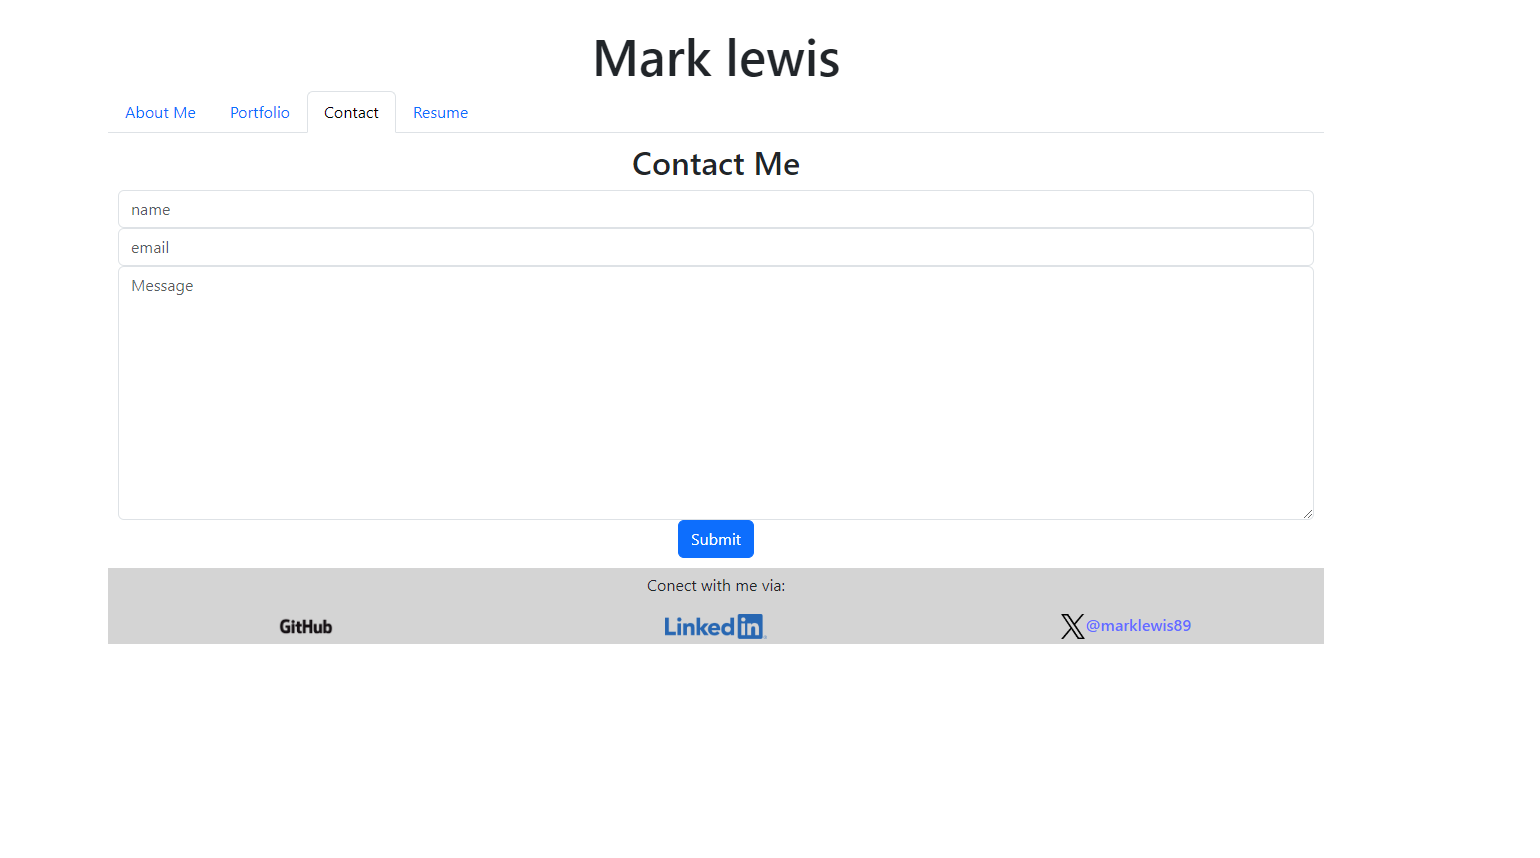 Mark lewis
About Me Portfolio Contact Resume
Contact Me
name
email
Message
Submit
Conect with me via:
GitHub LinkedIn @marklewis89